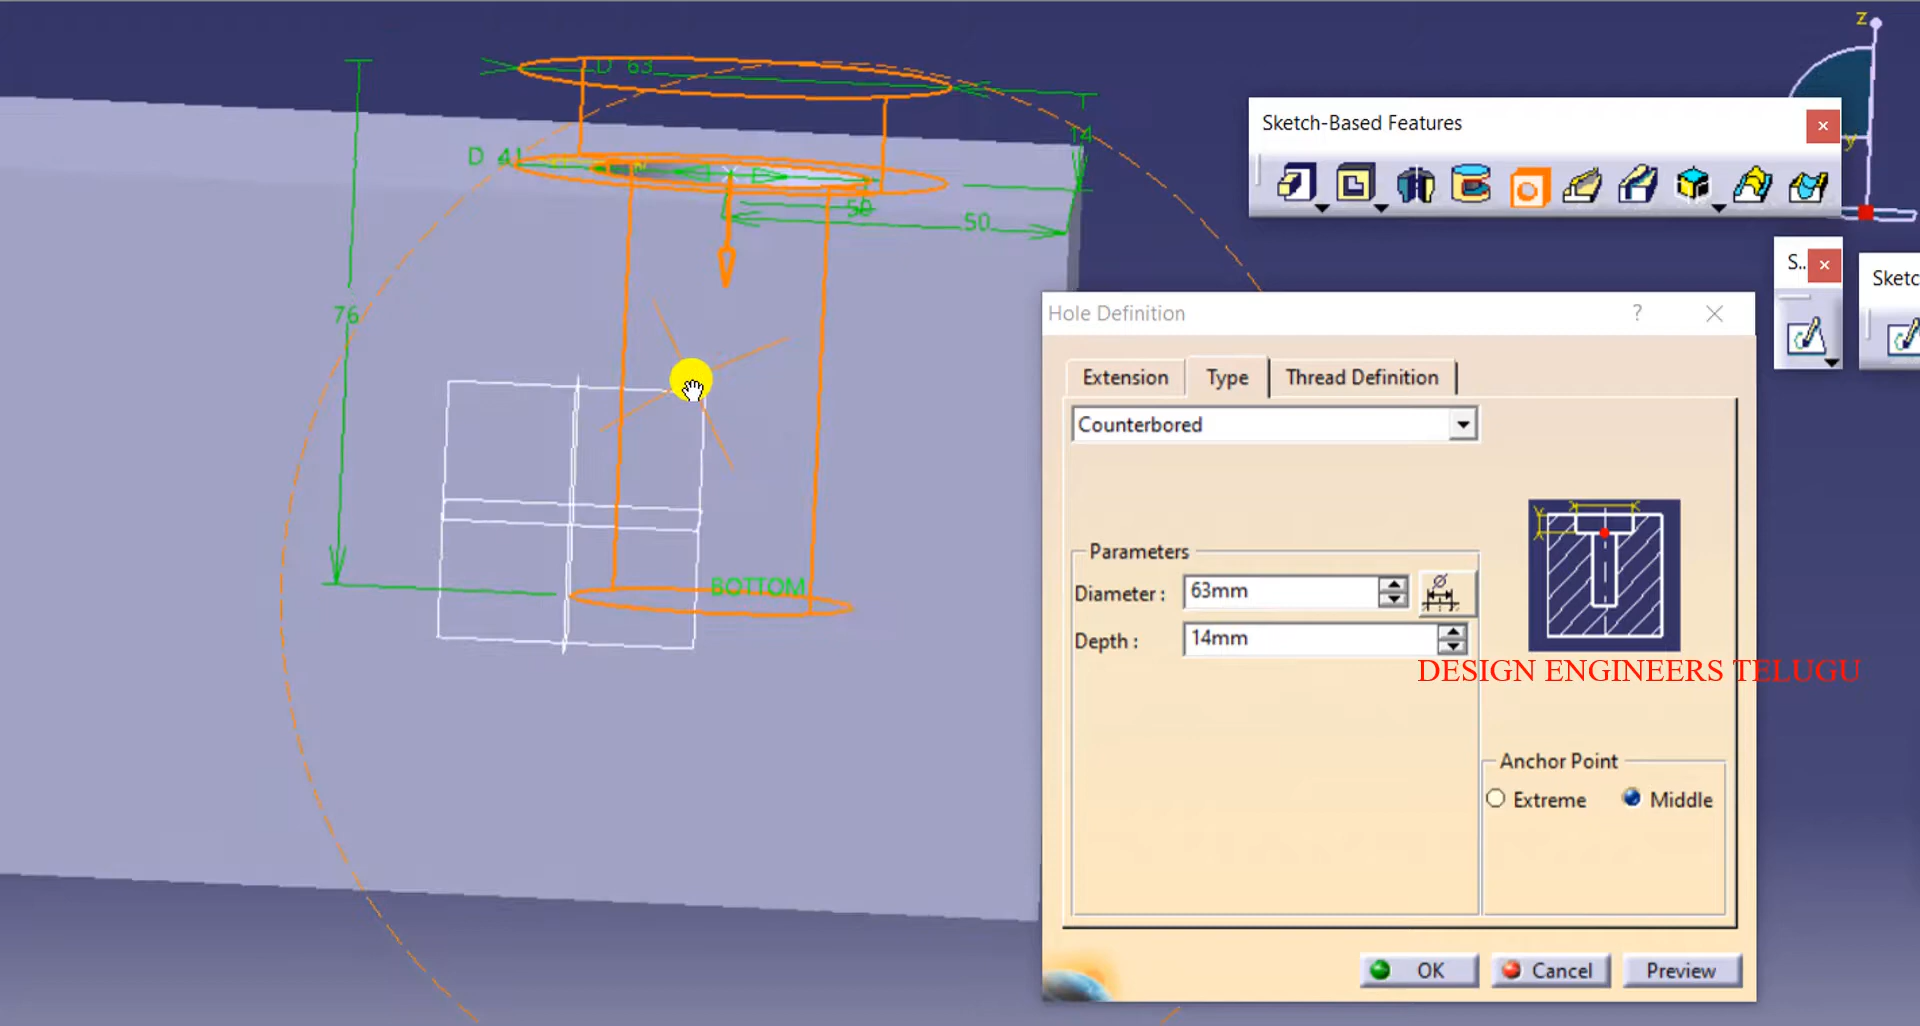 z
D 63
Sketch-Based Features
14
y
D 41
50
50
S..
Sketc
76
Hole Definition
?
Extension
Type
Thread Definition
Counterbored
Parameters
BOTTOM
Diameter :
63mm
Depth :
14mm
DESIGN ENGINEERS TELUGU
Anchor Point
Extreme
Middle
OK
Cancel
Preview